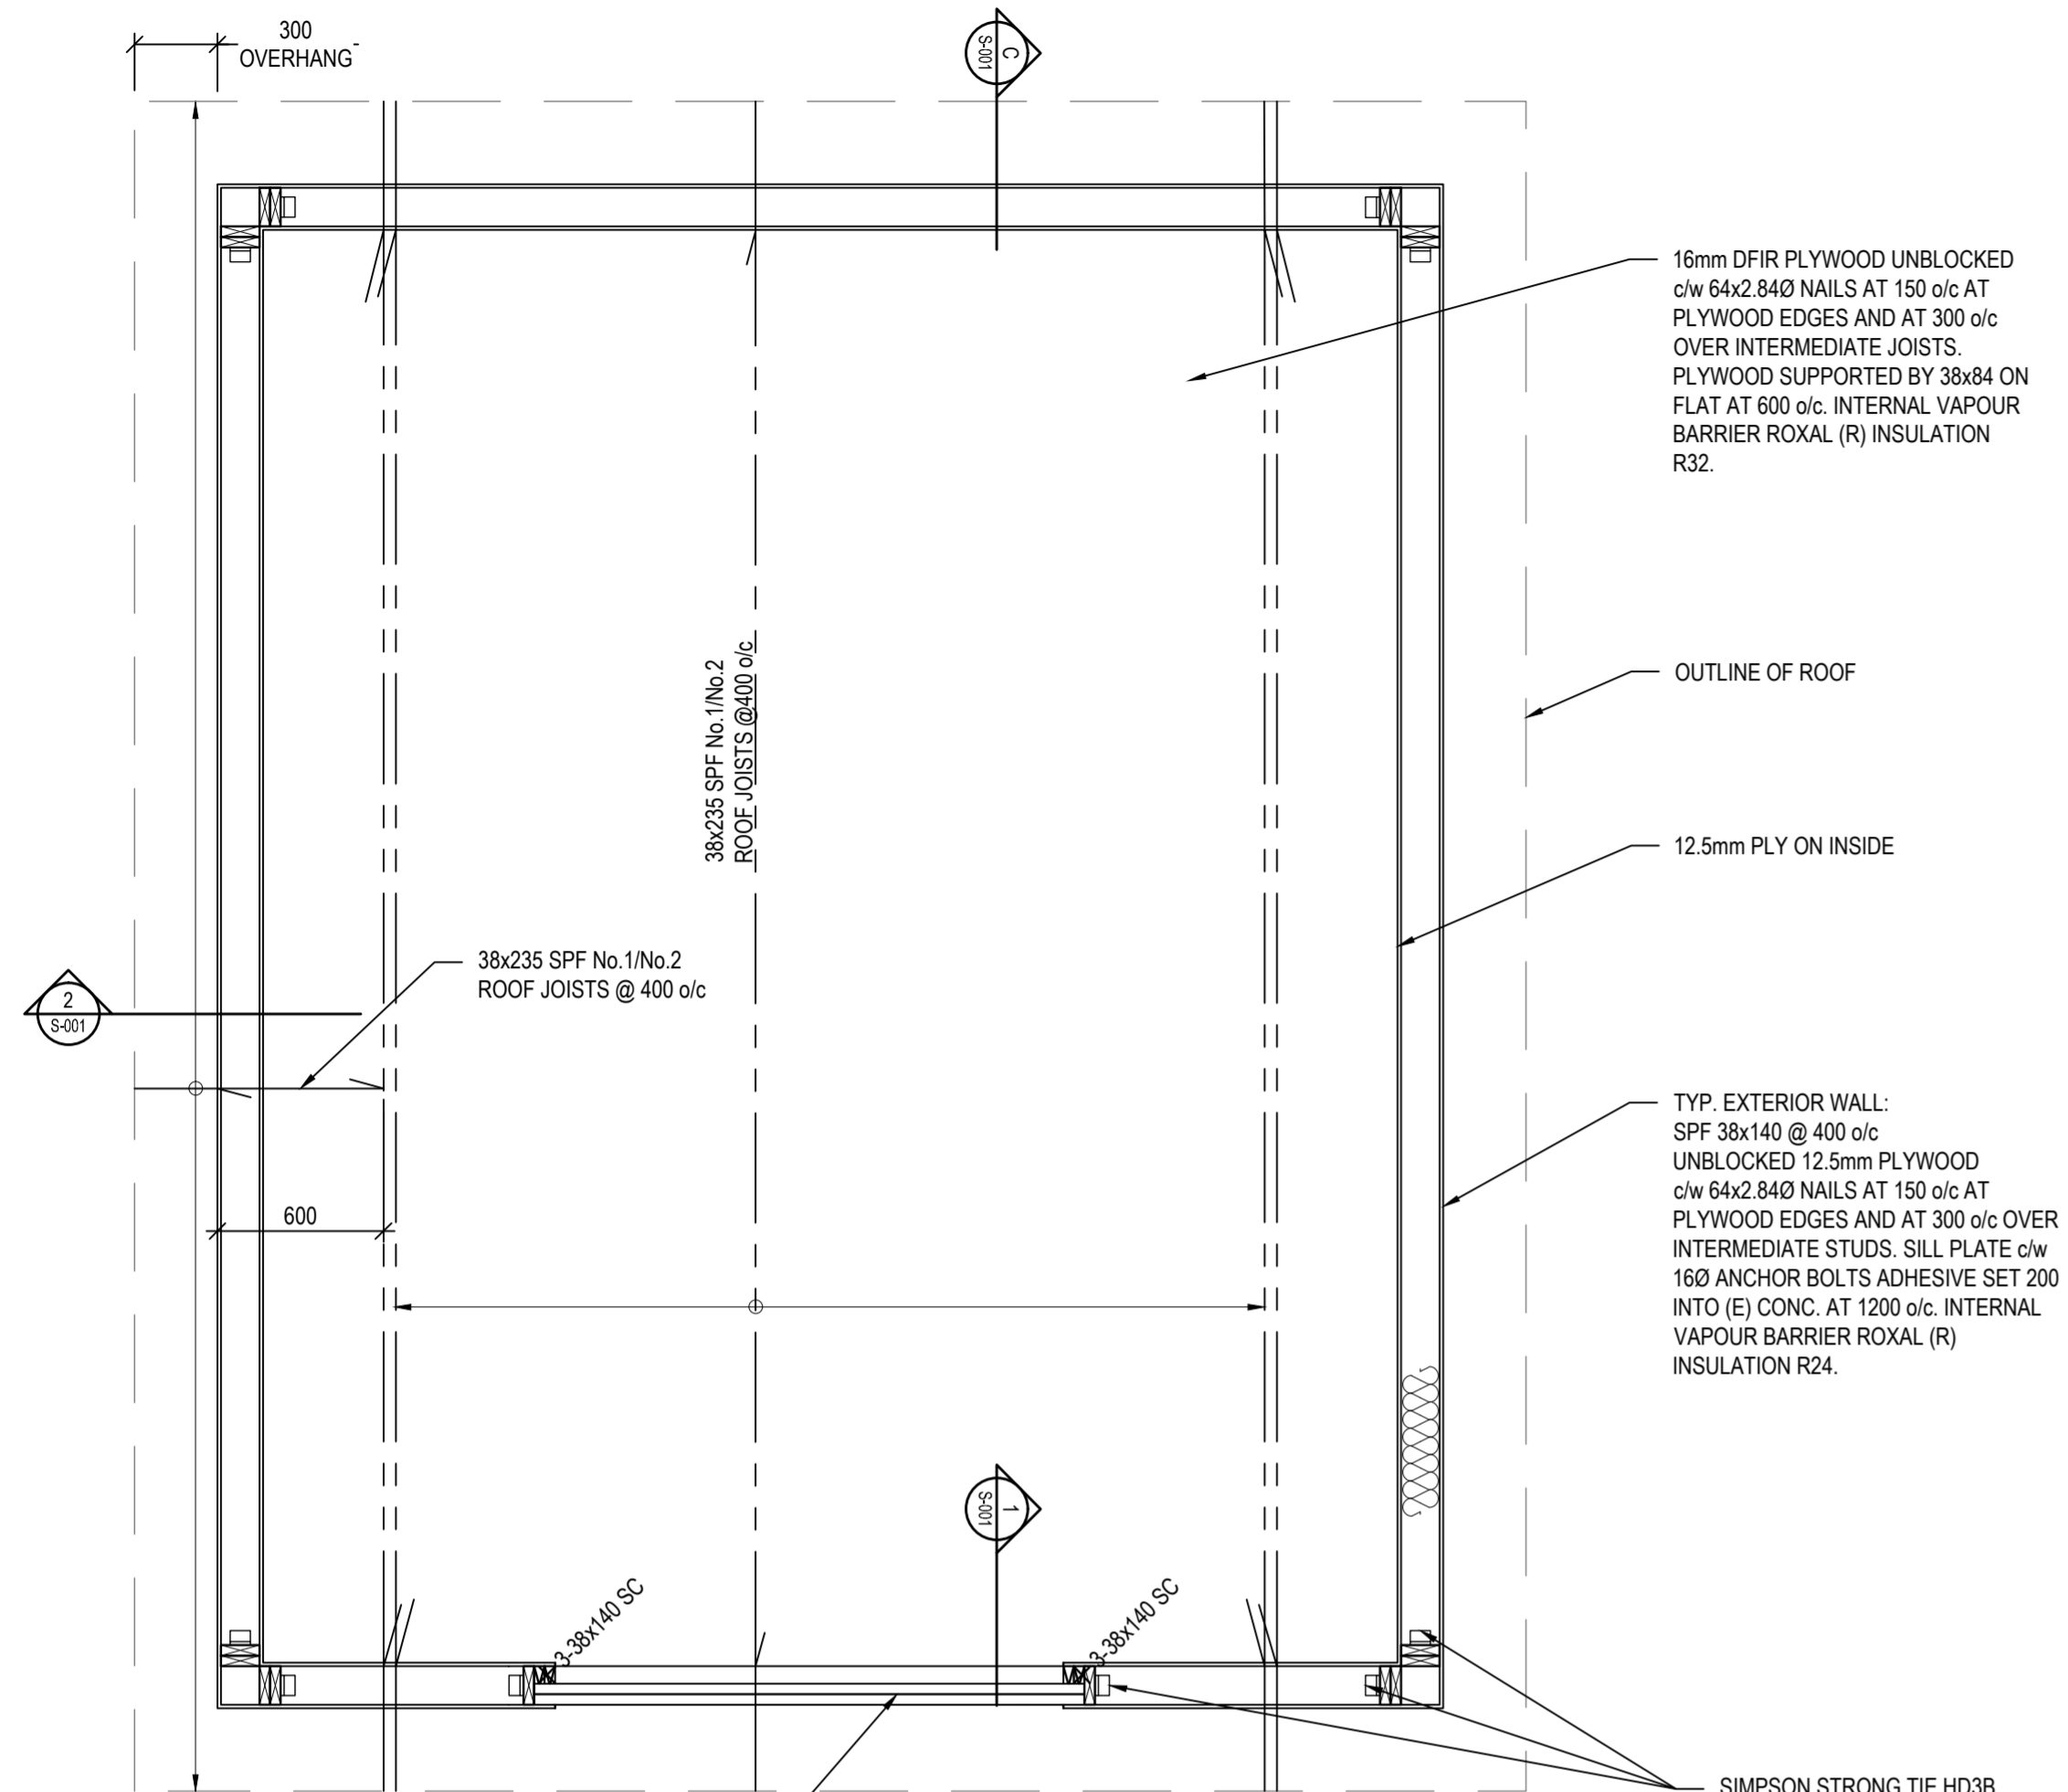 300
OVERHANG
C
S-001
16mm DFIR PLYWOOD UNBLOCKED
c/w 64x2.84Ø NAILS AT 150 o/c AT
PLYWOOD EDGES AND AT 300 o/c
OVER INTERMEDIATE JOISTS.
PLYWOOD SUPPORTED BY 38x84 ON
FLAT AT 600 o/c. INTERNAL VAPOUR
BARRIER ROXAL (R) INSULATION
R32.
OUTLINE OF ROOF
38x235 SPF No.1/No.2
ROOF JOISTS @400 o/c
12.5mm PLY ON INSIDE
38x235 SPF No.1/No.2
ROOF JOISTS @ 400 o/c
2
S-001
TYP. EXTERIOR WALL:
SPF 38x140 @ 400 o/c
UNBLOCKED 12.5mm PLYWOOD
c/w 64x2.84Ø NAILS AT 150 o/c AT
PLYWOOD EDGES AND AT 300 o/c OVER
INTERMEDIATE STUDS. SILL PLATE c/w
16Ø ANCHOR BOLTS ADHESIVE SET 200
INTO (E) CONC. AT 1200 o/c. INTERNAL
VAPOUR BARRIER ROXAL (R)
INSULATION R24.
600
1
S-001
3-38x140 SC
3-38x140 SC
SIMPSON STRONG TIE HD3B